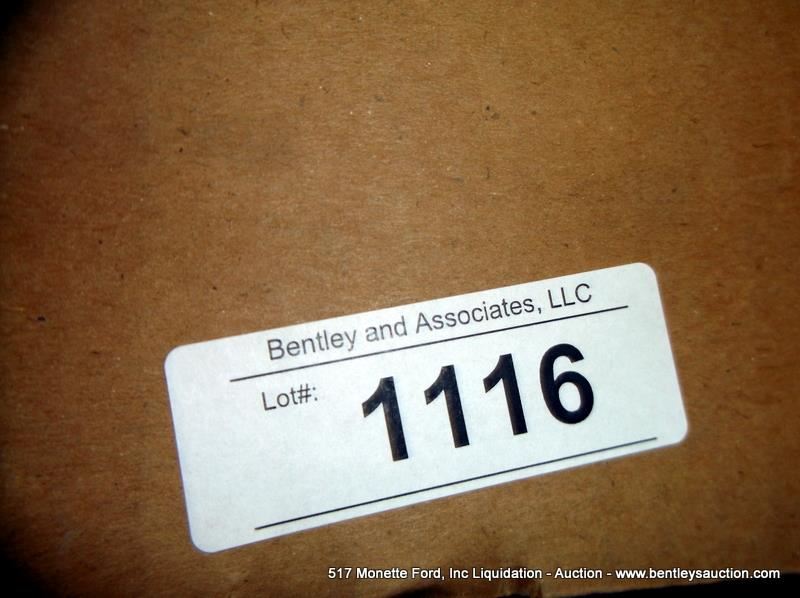 Bentley and Associates, LLC
Lot#: 1116
517 Monette Ford, Inc Liquidation - Auction - www.bentleysauction.com